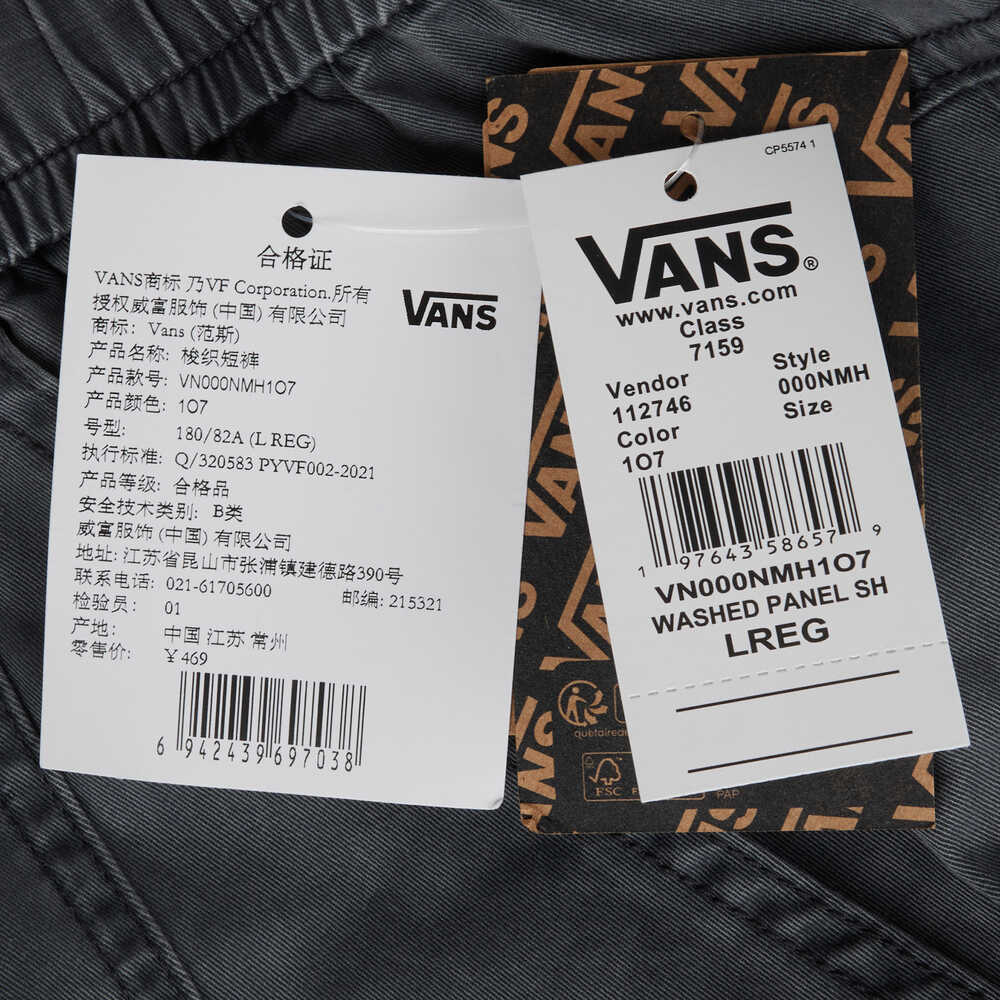 合格证
VANS商标 乃VF Corporation.所有
授权威富服饰 (中国) 有限公司
商标: Vans (范斯)
产品名称: 梭织短裤
产品款号: VN000NMH1O7
产品颜色: 1O7
号型: 180/82A (L REG)
执行标准: Q/320583 PYVF002-2021
产品等级: 合格品
安全技术类别: B类
威富服饰 (中国) 有限公司
地址: 江苏省昆山市张浦镇建德路390号
联系电话: 021-61705600 邮编: 215321
检验员: 01
产地: 中国 江苏 常州
零售价: ¥ 469
6 942439 697038
VANS
CP5574 1
VANS®
www.vans.com
Class
7159
Vendor Style
112746 000NMH
Color Size
1O7
1 97643 58657 9
VN000NMH1O7
WASHED PANEL SH
LREG
VANS
VANS
VANS
VANS
VANS
FSC
PAP